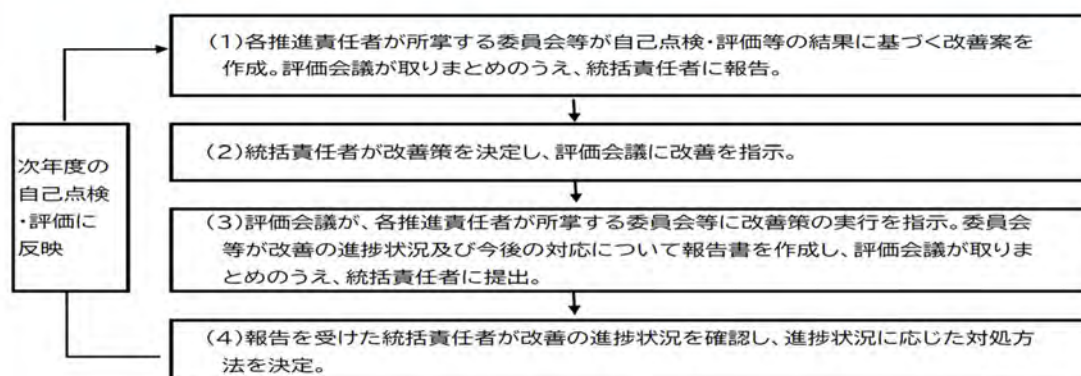 (1)各推進責任者が所掌する委員会等が自己点検・評価等の結果に基づく改善案を
作成。評価会議が取りまとめのうえ、統括責任者に報告。
(2)統括責任者が改善策を決定し、評価会議に改善を指示。
(3)評価会議が、各推進責任者が所掌する委員会等に改善策の実行を指示。委員会
等が改善の進捗状況及び今後の対応について報告書を作成し、評価会議が取りま
とめのうえ、統括責任者に提出。
(4)報告を受けた統括責任者が改善の進捗状況を確認し、進捗状況に応じた対処方
法を決定。
次年度の
自己点検
・評価に
反映